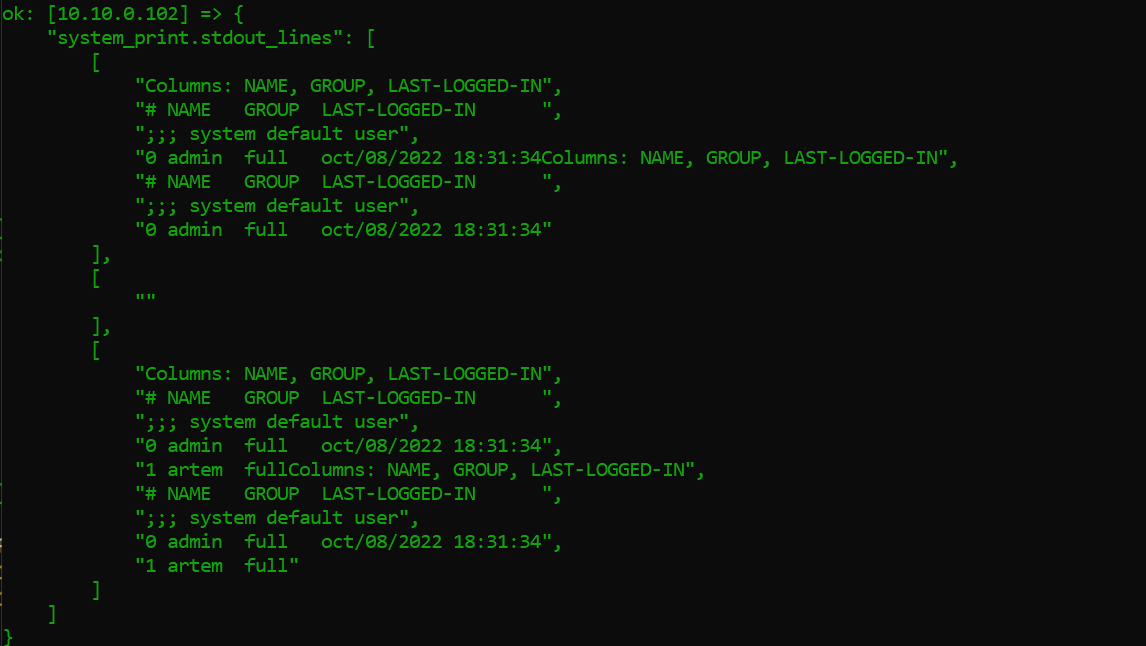 ok: [10.10.0.102] => {
    "system_print.stdout_lines": [
        [
            "Columns: NAME, GROUP, LAST-LOGGED-IN",
            "# NAME   GROUP  LAST-LOGGED-IN      ",
            ";;; system default user",
            "0 admin  full   oct/08/2022 18:31:34Columns: NAME, GROUP, LAST-LOGGED-IN",
            "# NAME   GROUP  LAST-LOGGED-IN      ",
            ";;; system default user",
            "0 admin  full   oct/08/2022 18:31:34"
        ],
        [
            ""
        ],
        [
            "Columns: NAME, GROUP, LAST-LOGGED-IN",
            "# NAME   GROUP  LAST-LOGGED-IN      ",
            ";;; system default user",
            "0 admin  full   oct/08/2022 18:31:34",
            "1 artem  fullColumns: NAME, GROUP, LAST-LOGGED-IN",
            "# NAME   GROUP  LAST-LOGGED-IN      ",
            ";;; system default user",
            "0 admin  full   oct/08/2022 18:31:34",
            "1 artem  full"
        ]
    ]
}